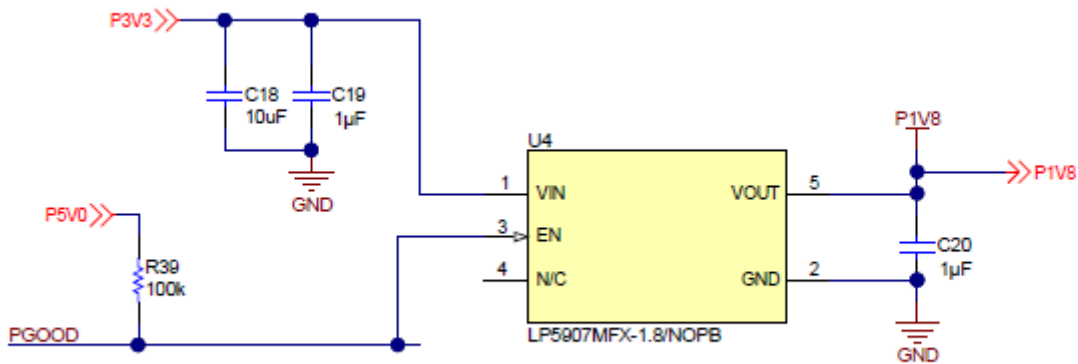 P3V3
C18
10uF
C19
1µF
GND
P5V0
R39
100k
PGOOD
U4
1
VIN
3
EN
4
N/C
VOUT
5
GND
2
LP5907MFX-1.8/NOPB
P1V8
P1V8
C20
1µF
GND